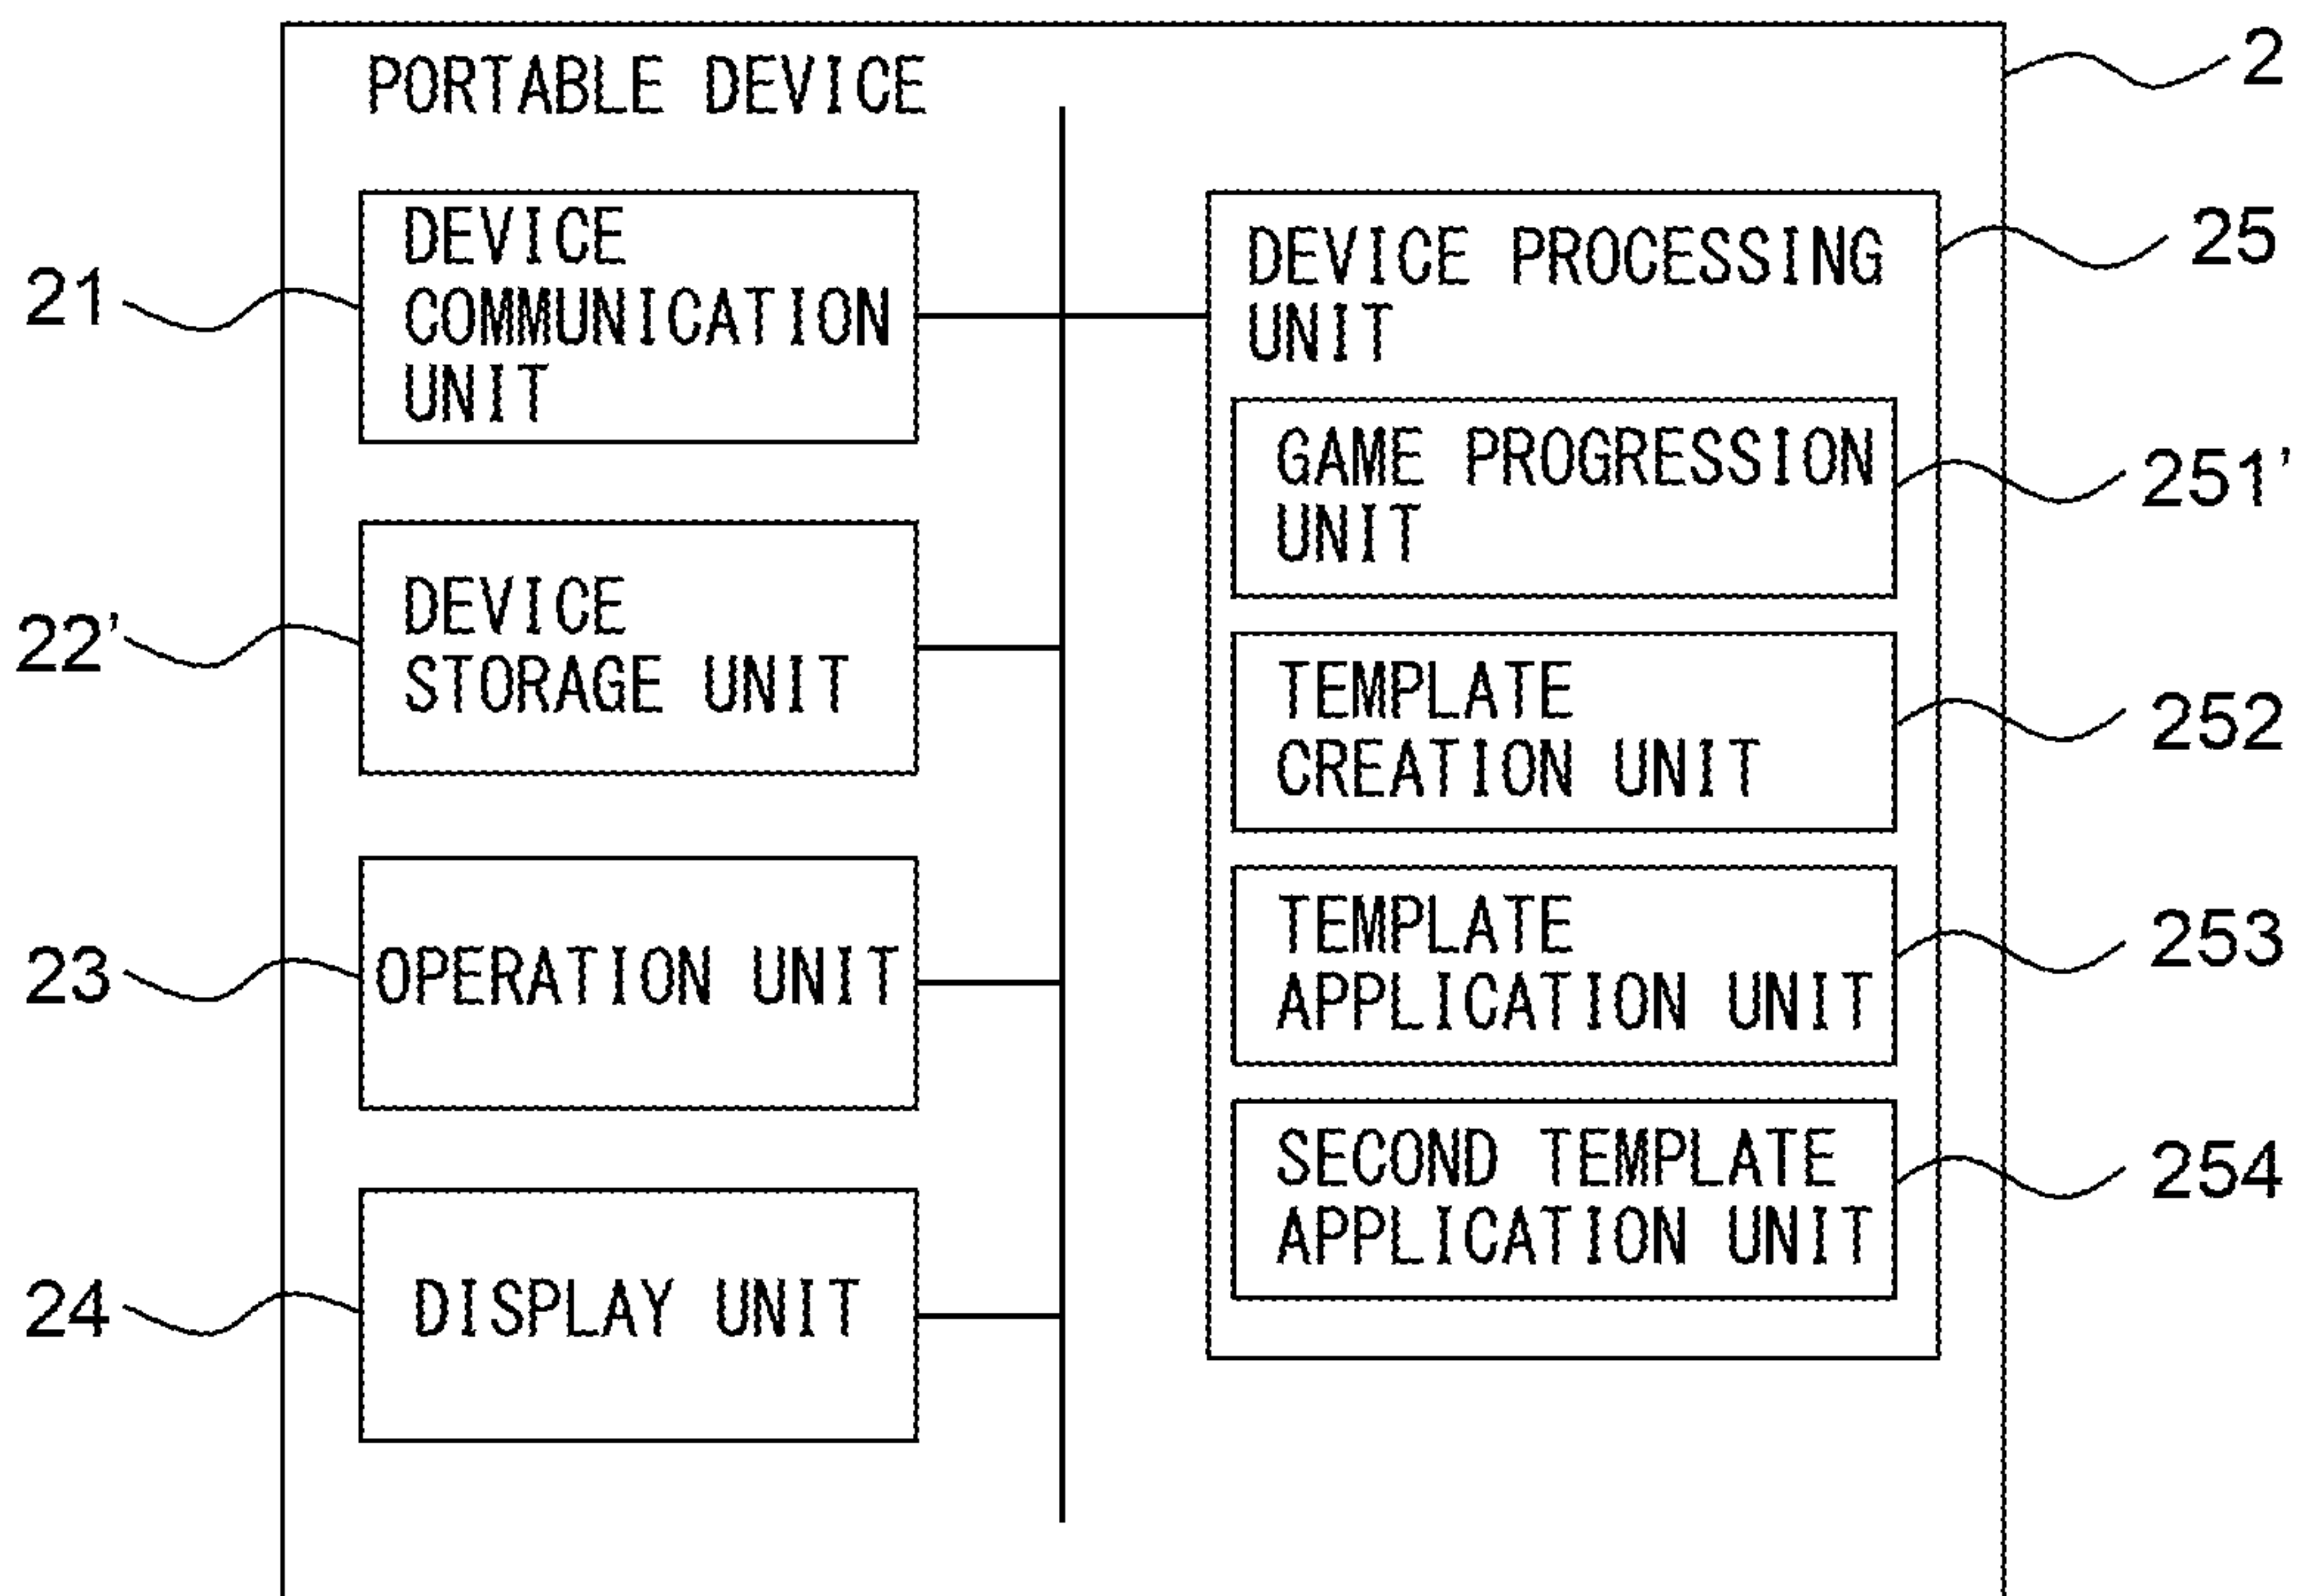 PORTABLE DEVICE
2
21
DEVICE
COMMUNICATION
UNIT
22'
DEVICE
STORAGE UNIT
23
OPERATION UNIT
24
DISPLAY UNIT
DEVICE PROCESSING
UNIT
25
GAME PROGRESSION
UNIT
251'
TEMPLATE
CREATION UNIT
252
TEMPLATE
APPLICATION UNIT
253
SECOND TEMPLATE
APPLICATION UNIT
254